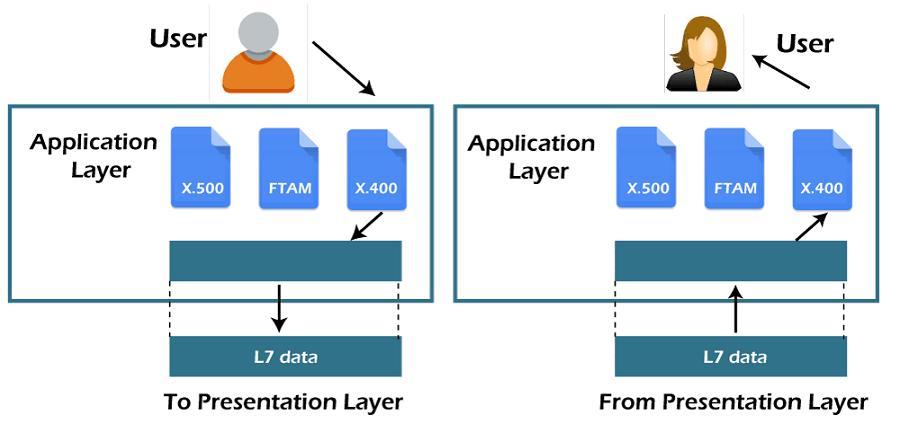 User
Application
Layer
X.500
FTAM
X.400
L7 data
To Presentation Layer
User
Application
Layer
X.500
FTAM
X.400
L7 data
From Presentation Layer